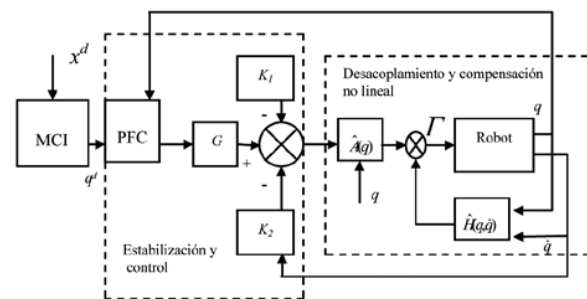 x^d
MCI
q^d
PFC
G
K1
-
+
-
K2
Estabilización y
control
Desacoplamiento y compensación
no lineal
Â(q)
q
Γ
Robot
q
Ĥ(q,q̇)
q̇